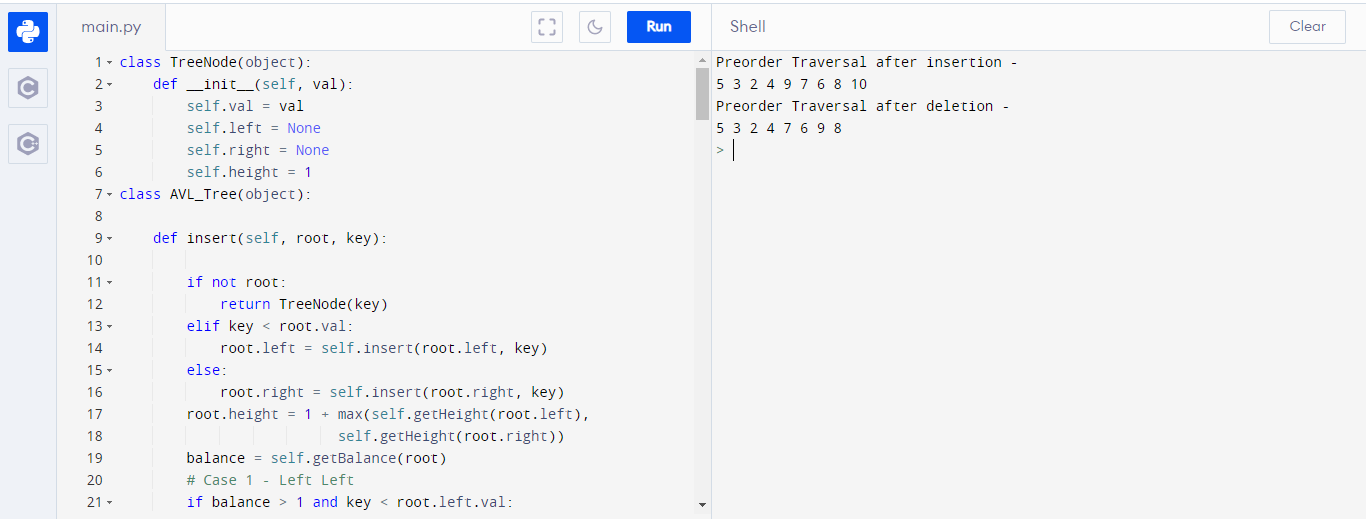 main.py
Run
Shell
Clear
1 class TreeNode(object):
2     def __init__(self, val):
3         self.val = val
4         self.left = None
5         self.right = None
6         self.height = 1
7 class AVL_Tree(object):
8
9     def insert(self, root, key):
10
11         if not root:
12             return TreeNode(key)
13         elif key < root.val:
14             root.left = self.insert(root.left, key)
15         else:
16             root.right = self.insert(root.right, key)
17         root.height = 1 + max(self.getHeight(root.left),
18                           self.getHeight(root.right))
19         balance = self.getBalance(root)
20         # Case 1 - Left Left
21         if balance > 1 and key < root.left.val:
Preorder Traversal after insertion -
5 3 2 4 9 7 6 8 10
Preorder Traversal after deletion -
5 3 2 4 7 6 9 8
>